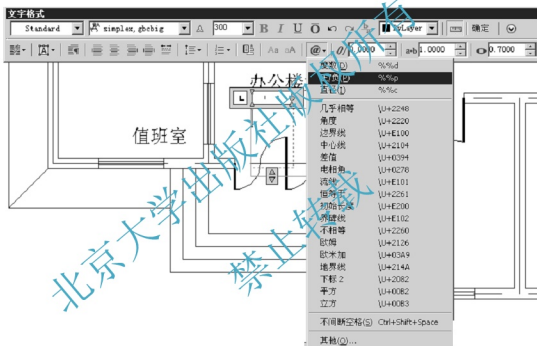 文字格式
Standard simplex, gbcbig 300 B I U O ByLayer 确定
@ 0.0000 a•b 1.0000 0.7000
度数(D) %%d
正/负(P) %%p
直径(I) %%c
几乎相等 \U+2248
角度 \U+2220
边界线 \U+E100
中心线 \U+2104
差值 \U+0394
电相角 \U+0278
流线 \U+E101
恒等于 \U+2261
初始长度 \U+E200
界碑线 \U+E102
不相等 \U+2260
欧姆 \U+2126
欧米加 \U+03A9
地界线 \U+214A
下标 2 \U+2082
平方 \U+00B2
立方 \U+00B3
不间断空格(S) Ctrl+Shift+Space
其他(O)...
办公楼
值班室
北京大学出版社版权所有
禁止转载